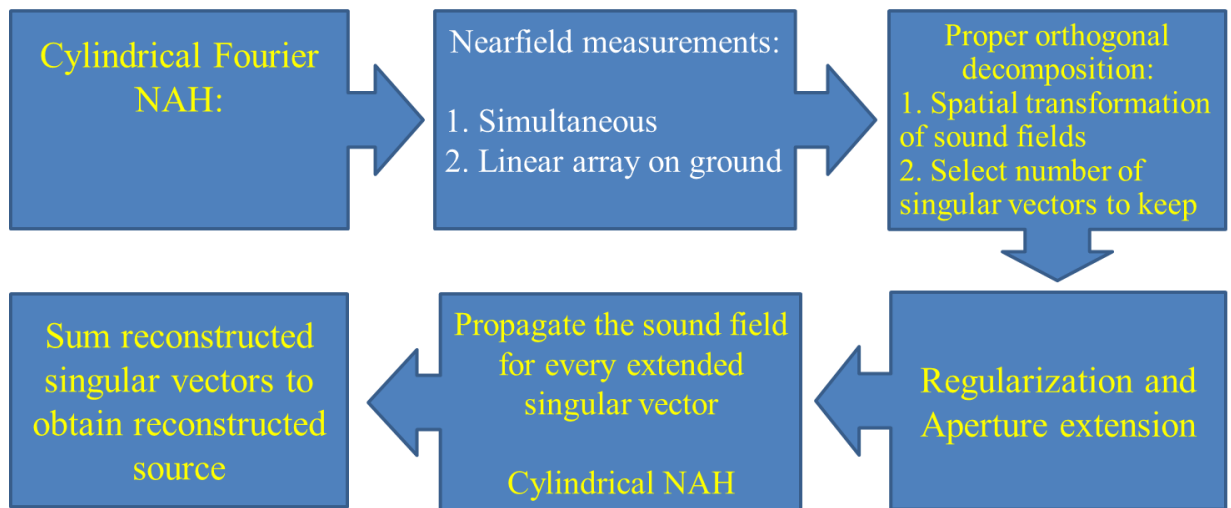 Cylindrical Fourier
NAH:
Nearfield measurements:
1. Simultaneous
2. Linear array on ground
Proper orthogonal
decomposition:
1. Spatial transformation
of sound fields
2. Select number of
singular vectors to keep
Regularization and
Aperture extension
Propagate the sound field
for every extended
singular vector
Cylindrical NAH
Sum reconstructed
singular vectors to
obtain reconstructed
source